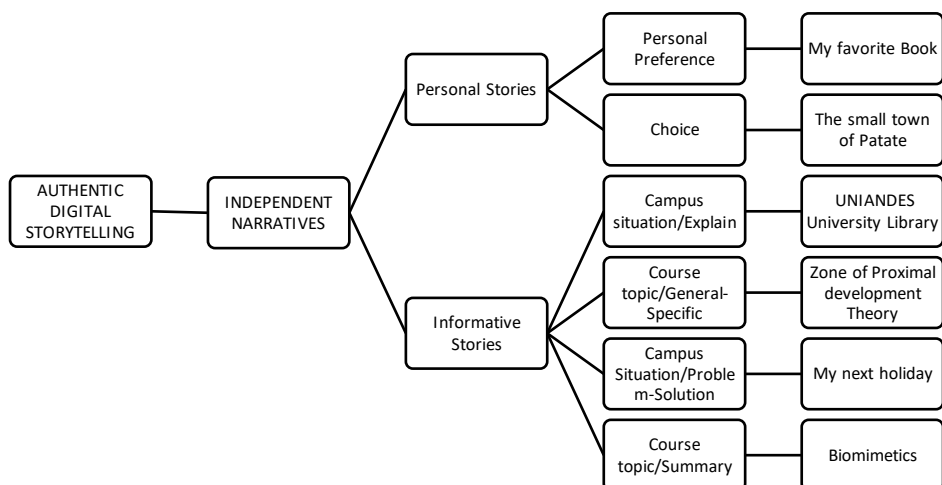 AUTHENTIC
DIGITAL
STORYTELLING
INDEPENDENT
NARRATIVES
Personal Stories
Personal
Preference
My favorite Book
Choice
The small town
of Patate
Informative
Stories
Campus
situation/Explain
UNIANDES
University Library
Course
topic/General-
Specific
Zone of Proximal
development
Theory
Campus
Situation/Proble
m-Solution
My next holiday
Course
topic/Summary
Biomimetics